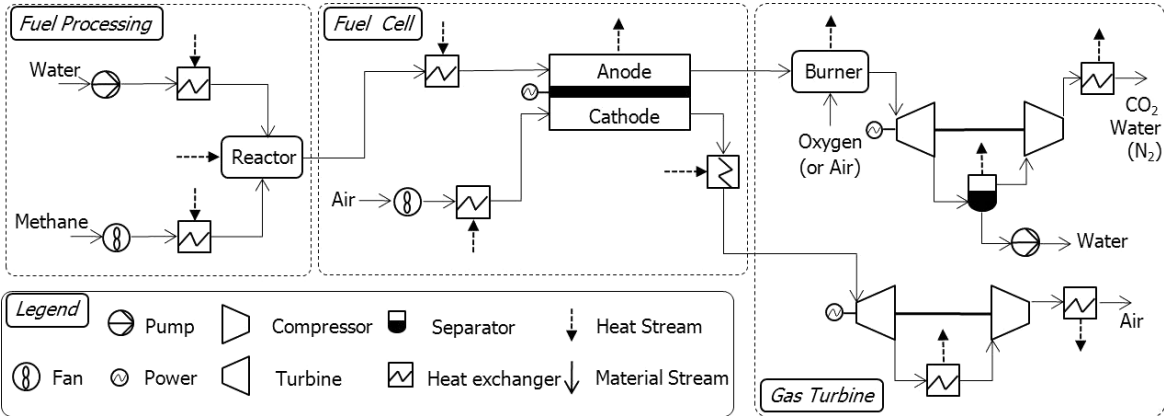 Fuel Processing
Water
Methane
Reactor
Fuel Cell
Anode
Cathode
Air
Burner
Oxygen
(or Air)
CO2
Water
(N2)
Water
Air
Gas Turbine
Legend
Pump
Compressor
Separator
Heat Stream
Fan
Power
Turbine
Heat exchanger
Material Stream